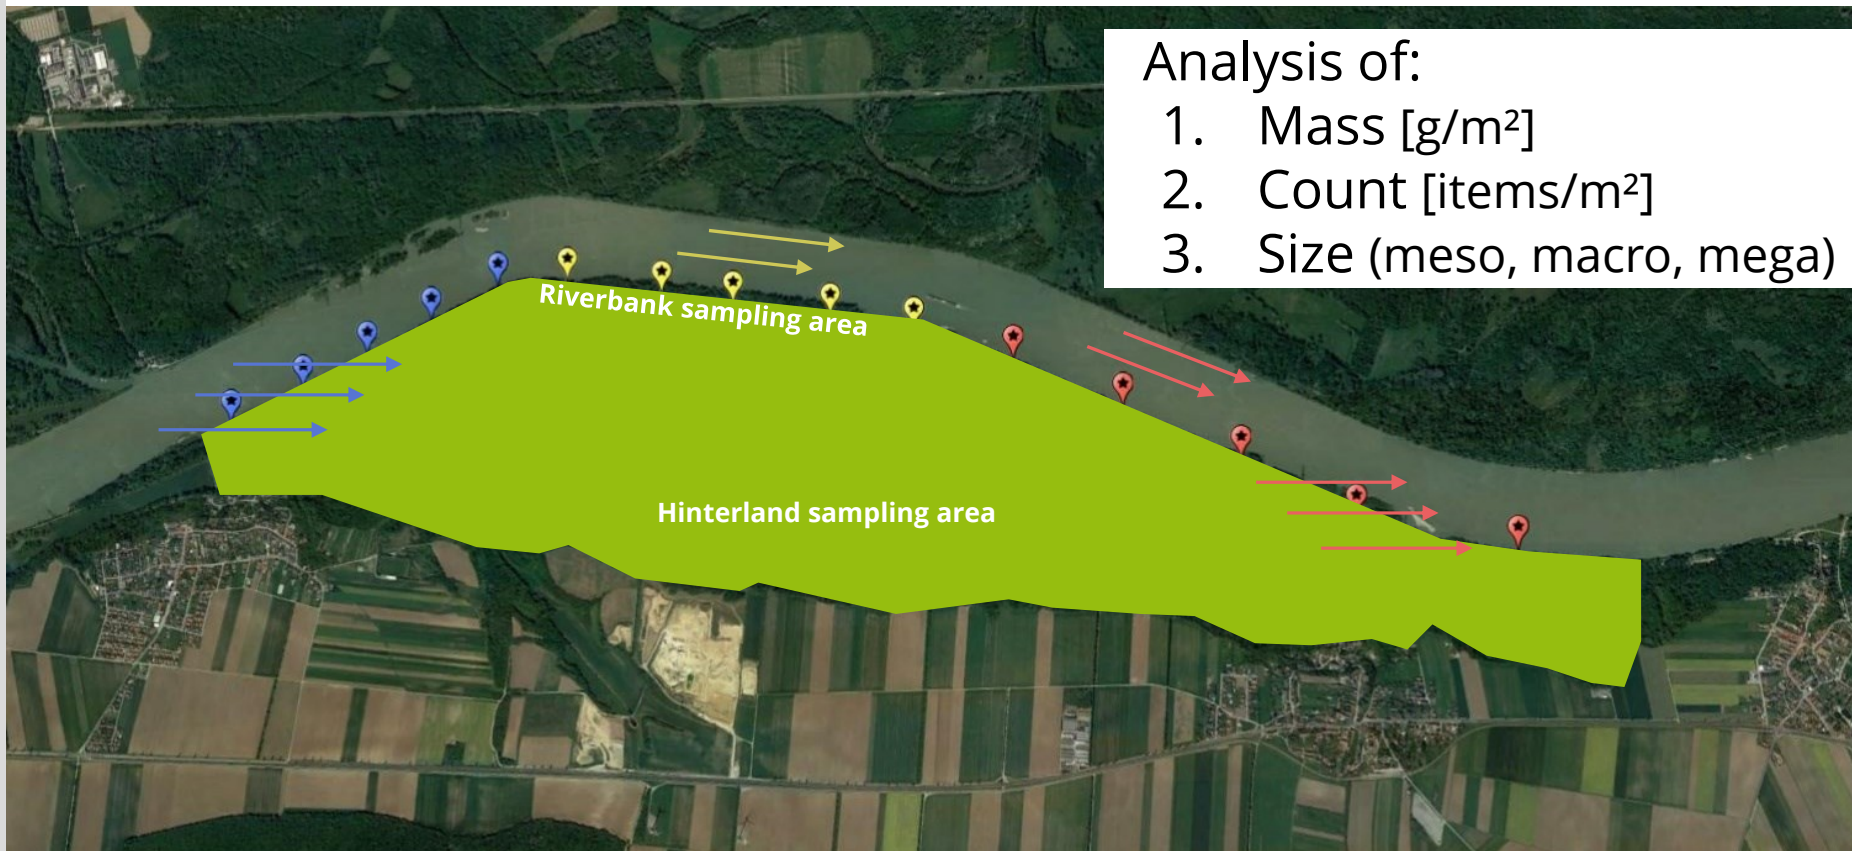 Analysis of:
1. Mass [g/m²]
2. Count [items/m²]
3. Size (meso, macro, mega)
Riverbank sampling area
Hinterland sampling area